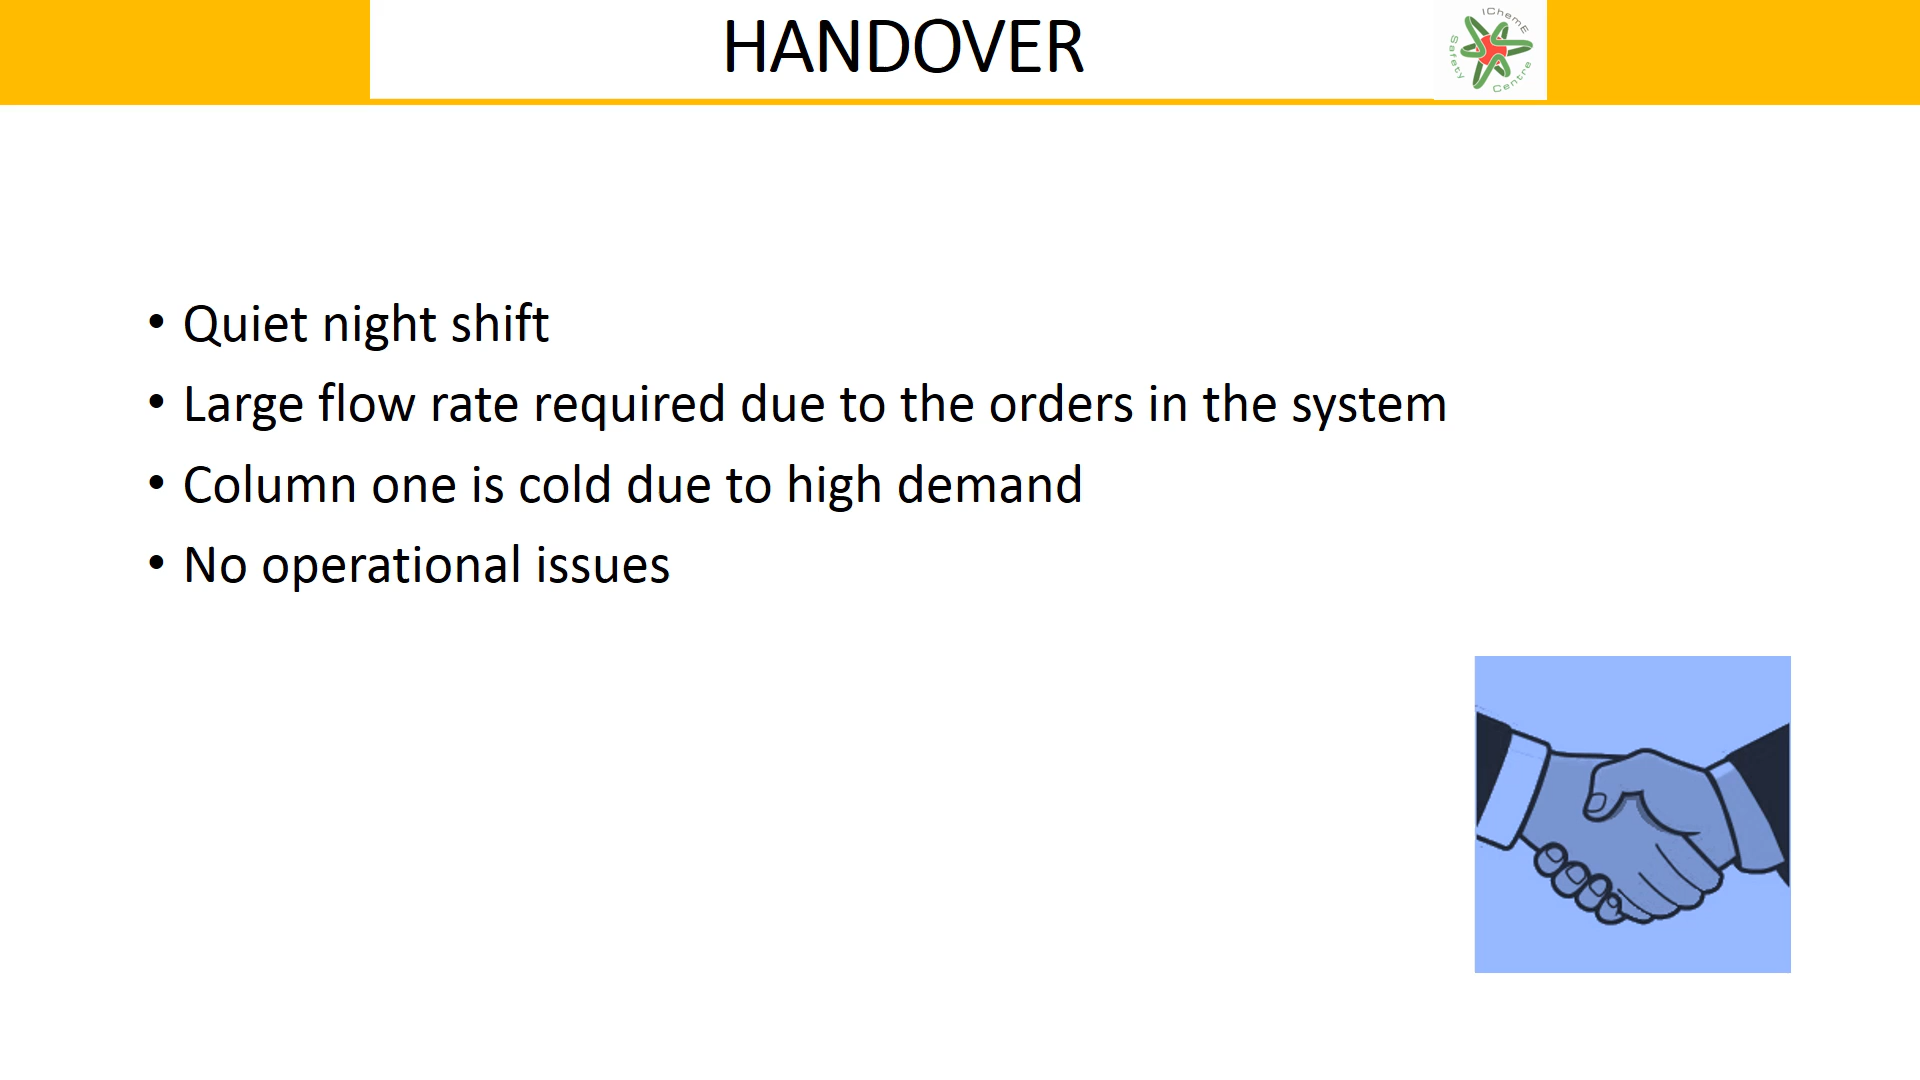 HANDOVER
IChemE
Safety
Centre
• Quiet night shift
• Large flow rate required due to the orders in the system
• Column one is cold due to high demand
• No operational issues